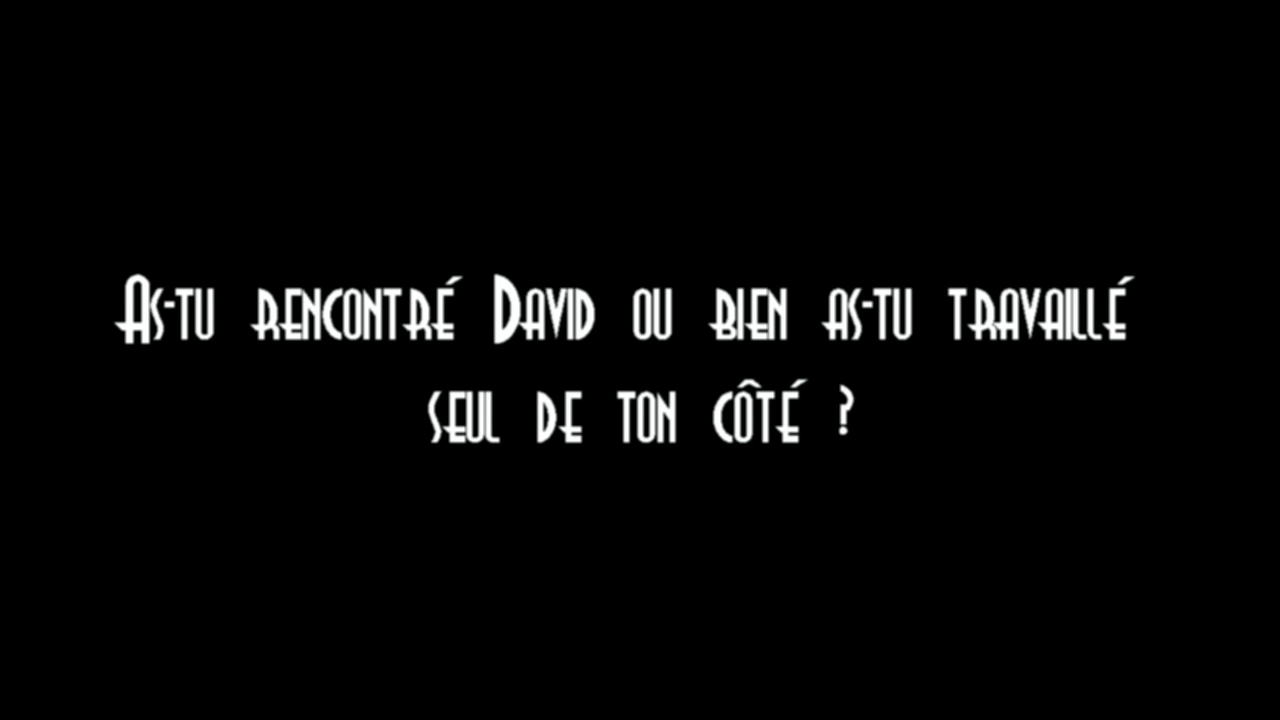 As-tu rencontré David ou bien as-tu travaillé
seul de ton côté ?